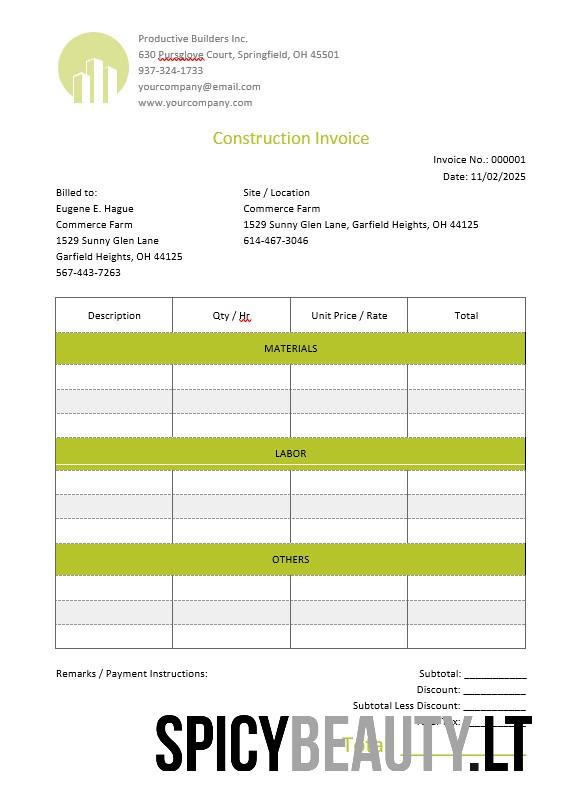 Productive Builders Inc.
630 Pursglove Court, Springfield, OH 45501
937-324-1733
yourcompany@email.com
www.yourcompany.com
Construction Invoice
Invoice No.: 000001
Date: 11/02/2025
Billed to:
Eugene E. Hague
Commerce Farm
1529 Sunny Glen Lane
Garfield Heights, OH 44125
567-443-7263
Site / Location
Commerce Farm
1529 Sunny Glen Lane, Garfield Heights, OH 44125
614-467-3046
Description Qty / Hr Unit Price / Rate Total
MATERIALS
LABOR
OTHERS
Remarks / Payment Instructions:
Subtotal: ___________
Discount: ___________
Subtotal Less Discount: ___________
Tax: ___________
Total
SPICYBEAUTY.LT